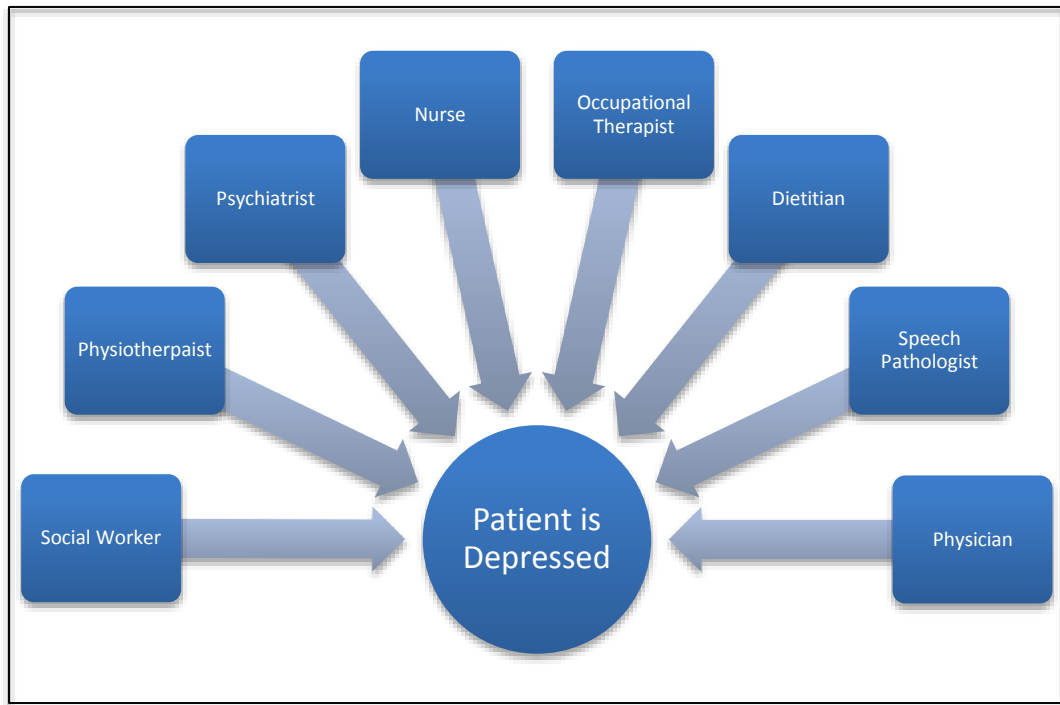 Nurse
Occupational
Therapist
Psychiatrist
Dietitian
Physiotherpaist
Speech
Pathologist
Social Worker
Patient is
Depressed
Physician